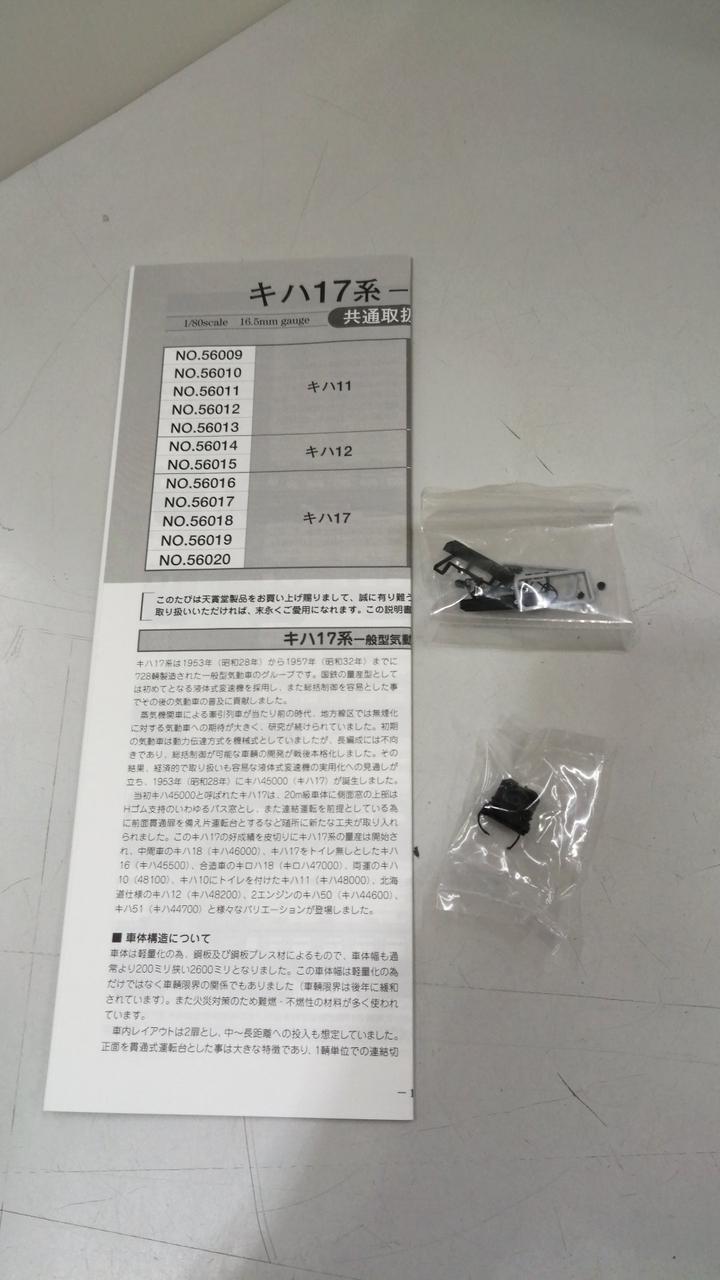 キハ17系
1/80scale 16.5mm gauge 共通取扱
NO.56009
NO.56010
NO.56011
NO.56012
NO.56013
キハ11
NO.56014
NO.56015
キハ12
NO.56016
NO.56017
NO.56018
NO.56019
NO.56020
キハ17
このたびは天賞堂製品をお買い上げ賜りまして、誠に有り難う
取り扱いいただければ、末永くご愛用になれます。この説明書
キハ17系一般型気動
キハ17系は1953年（昭和28年）から1957年（昭和32年）までに
728輌製造された一般型気動車のグループです。国鉄の量産型として
は初めてとなる液体式変速機を採用し、また総括制御を容易とした事
でその後の気動車の普及に貢献しました。
蒸気機関車による牽引列車が当たり前の時代、地方線区では無煙化
に対する気動車への期待が大きく、研究が続けられていました。初期
の気動車は動力伝達方式を機械式としていましたが、長編成には不向
きであり、総括制御が可能な車輌の開発が戦後本格化しました。その
結果、経済的で取り扱いも容易な液体式変速機の実用化への見通しが
立ち、1953年（昭和28年）にキハ45000（キハ17）が誕生しました。
当初キハ45000と呼ばれたキハ17は、20m級車体に側面窓の上部は
Hゴム支持のいわゆるバス窓とし、また連結運転を前提としている為
に前面貫通扉を備え片運転台とするなど随所に新たな工夫が取り入れ
られました。このキハ17の好成績を皮切りにキハ17系の量産は開始さ
れ、中間車のキハ18（キハ46000）、キハ17をトイレ無しとしたキハ
16（キハ45500）、合造車のキロハ18（キロハ47000）、両運のキハ
10（48100）、キハ10にトイレを付けたキハ11（キハ48000）、北海
道仕様のキハ12（キハ48200）、2エンジンのキハ50（キハ44600）、
キハ51（キハ44700）と様々なバリエーションが登場しました。
■ 車体構造について
車体は軽量化の為、鋼板及び鋼板プレス材によるもので、車体幅も通
常より200ミリ狭い2600ミリとなりました。この車体幅は軽量化の為
だけではなく車輌限界の関係でもありました（車輌限界は後年に緩和
されています）。また火災対策のため難燃・不燃性の材料が多く使われ
ています。
車内レイアウトは2扉とし、中〜長距離への投入も想定していました。
正面を貫通式運転台とした事は大きな特徴であり、1輌単位での連結切
－1